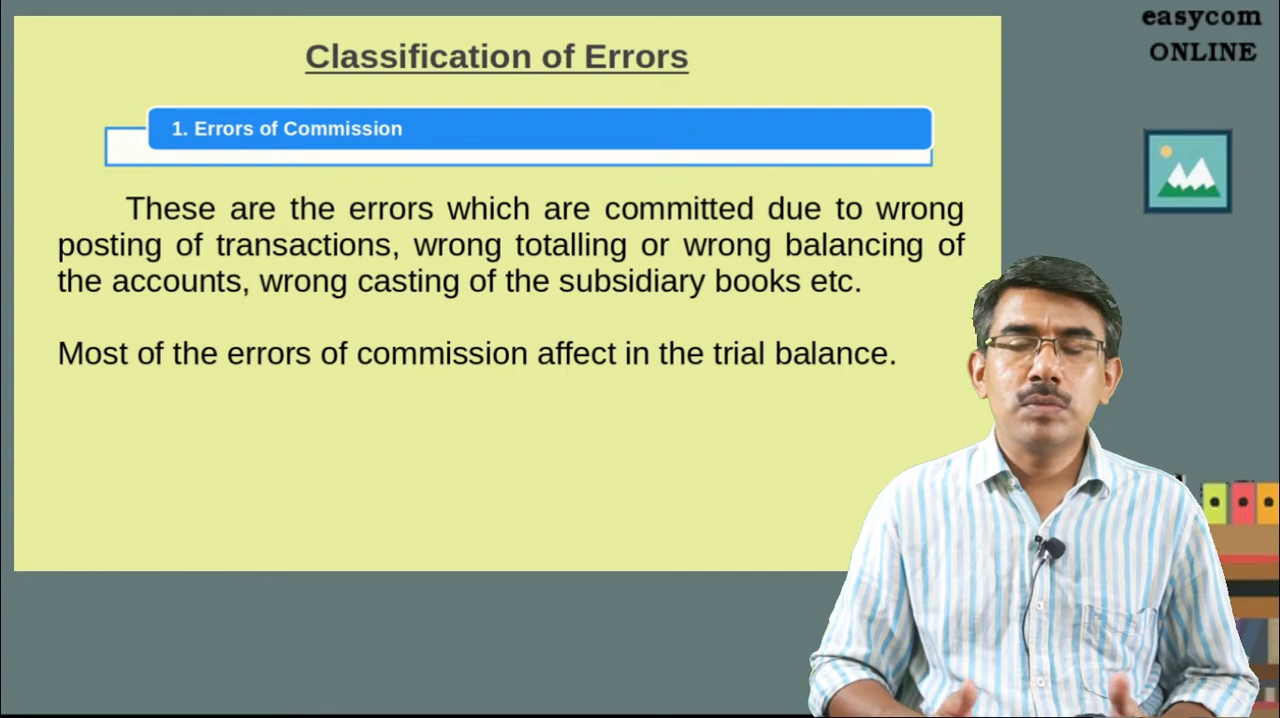 easycom
ONLINE
Classification of Errors
1. Errors of Commission
These are the errors which are committed due to wrong
posting of transactions, wrong totalling or wrong balancing of
the accounts, wrong casting of the subsidiary books etc.
Most of the errors of commission affect in the trial balance.